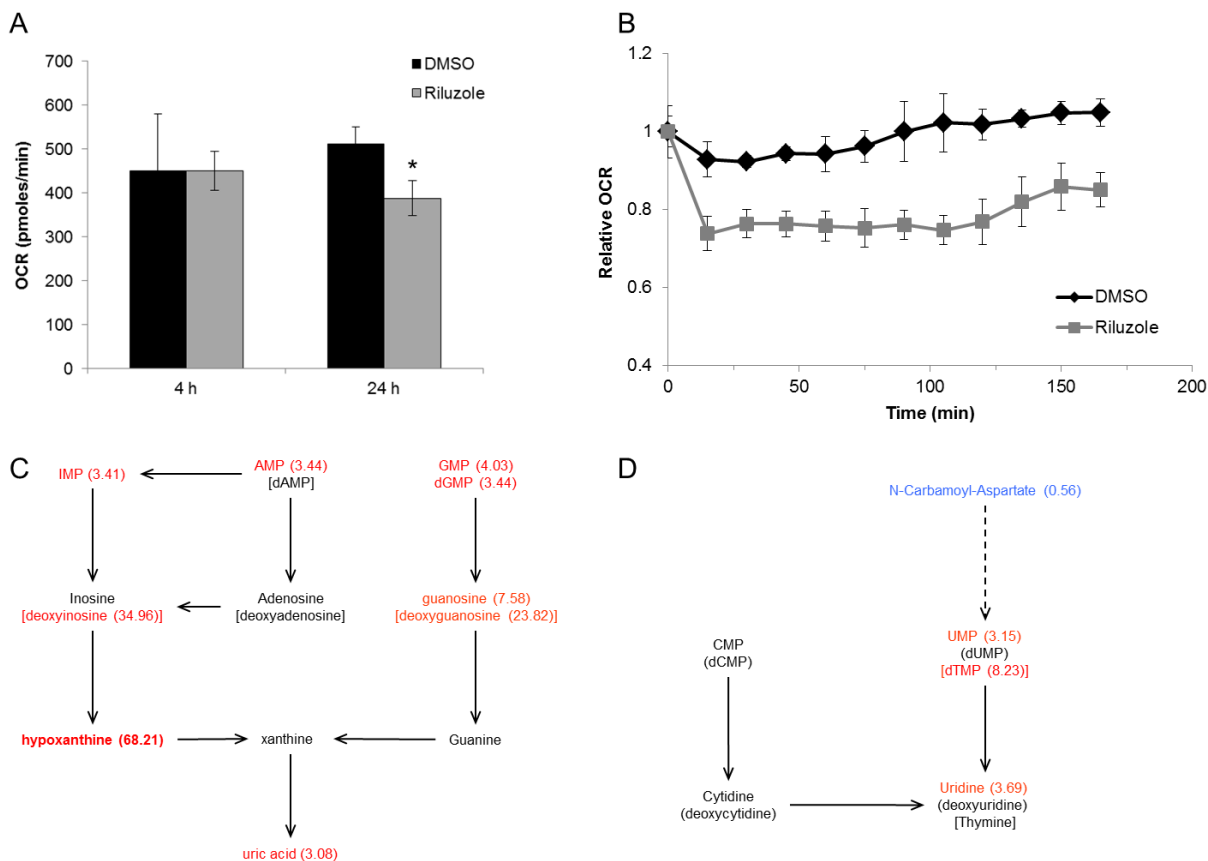 A
700
600
500
400
300
200
100
0
OCR (pmoles/min)
DMSO
Riluzole
*
4 h
24 h
B
1.2
1
0.8
0.6
0.4
Relative OCR
DMSO
Riluzole
0
50
100
150
200
Time (min)
C
IMP (3.41)
AMP (3.44)
[dAMP]
GMP (4.03)
dGMP (3.44)
Inosine
[deoxyinosine (34.96)]
Adenosine
[deoxyadenosine]
guanosine (7.58)
[deoxyguanosine (23.82)]
hypoxanthine (68.21)
xanthine
Guanine
uric acid (3.08)
D
N-Carbamoyl-Aspartate (0.56)
CMP
(dCMP)
UMP (3.15)
(dUMP)
[dTMP (8.23)]
Cytidine
(deoxycytidine)
Uridine (3.69)
(deoxyuridine)
[Thymine]